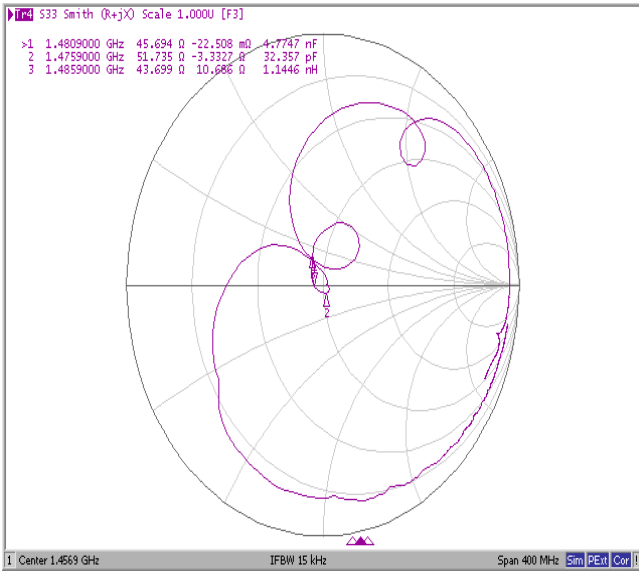 Tr4 S33 Smith (R+jX) Scale 1.000U [F3]
>1 1.4809000 GHz 45.694 Ω -22.508 mΩ 4.7747 nF
2 1.4759000 GHz 51.735 Ω -3.3327 Ω 32.357 pF
3 1.4859000 GHz 43.699 Ω 10.686 Ω 1.1446 nH
2
1 Center 1.4569 GHz IFBW 15 kHz Span 400 MHz Sim PExt Cor !